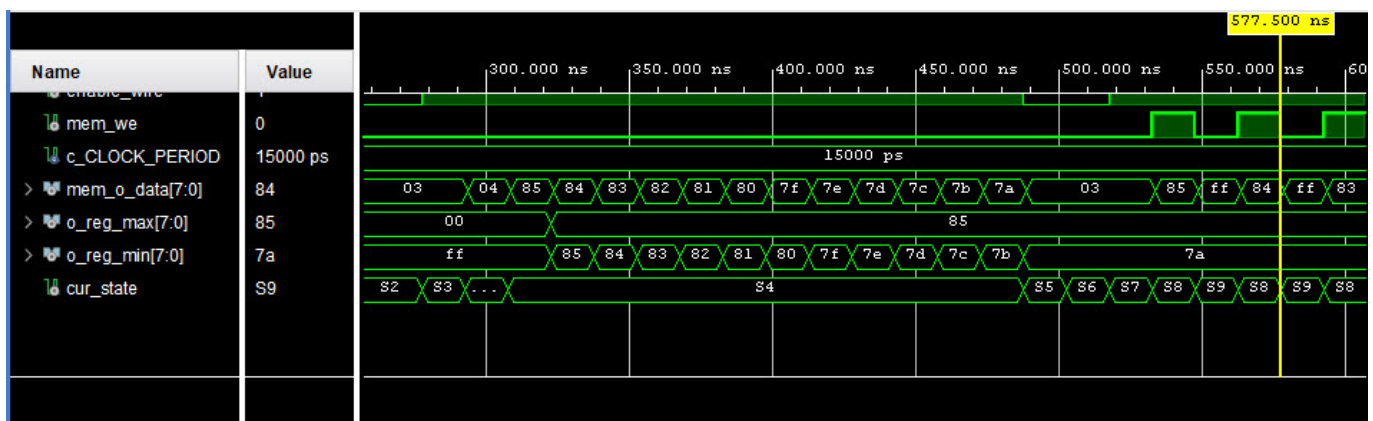 577.500 ns
Name Value
300.000 ns 350.000 ns 400.000 ns 450.000 ns 500.000 ns 550.000 ns 60
mem_we 0
c_CLOCK_PERIOD 15000 ps 15000 ps
mem_o_data[7:0] 84 03 04 85 84 83 82 81 80 7f 7e 7d 7c 7b 7a 03 85 ff 84 ff 83
o_reg_max[7:0] 85 00 85
o_reg_min[7:0] 7a ff 85 84 83 82 81 80 7f 7e 7d 7c 7b 7a
cur_state S9 S2 S3 ... S4 S5 S6 S7 S8 S9 S8 S9 S8